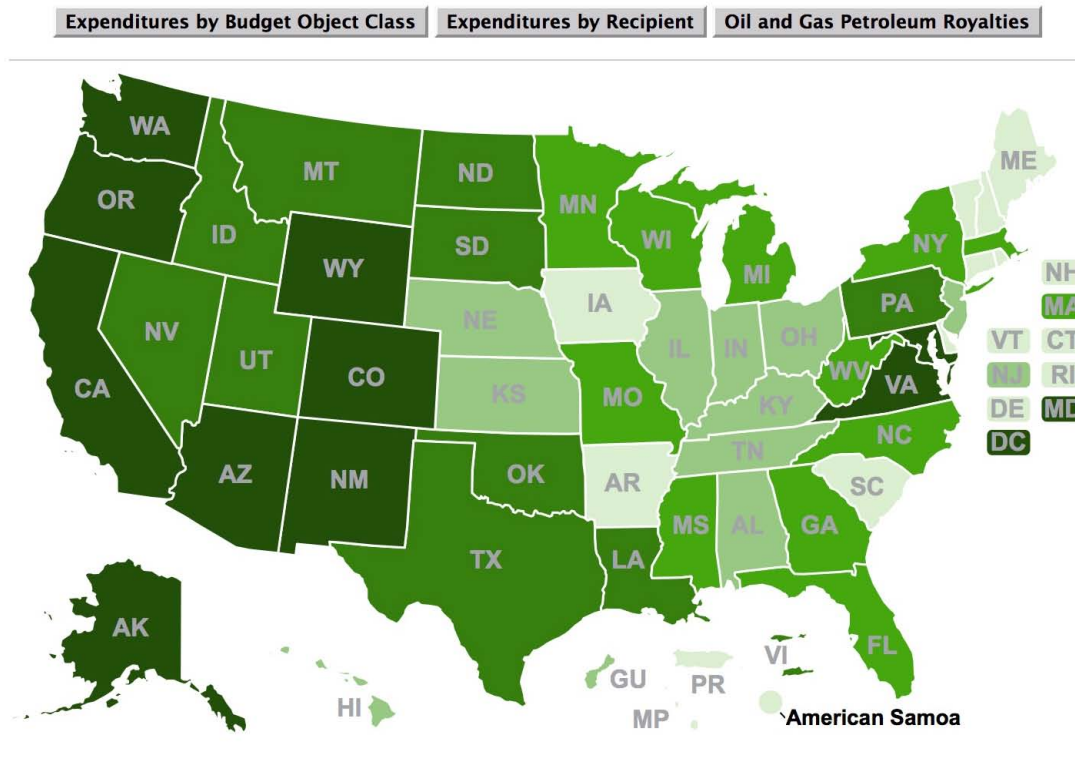 Expenditures by Budget Object Class Expenditures by Recipient Oil and Gas Petroleum Royalties
WA
ME
MT
ND
OR
MN
ID
SD
WI
NY
WY
MI
NH
IA
PA
MA
NE
NV
OH
VT CT
IL IN
UT
CO
NJ RI
CA
WV
VA
KS
MO
KY
DE MD
NC
DC
TN
AZ
NM
OK
AR
SC
MS
AL
GA
TX
LA
AK
FL
VI
GU
PR
HI
MP
American Samoa